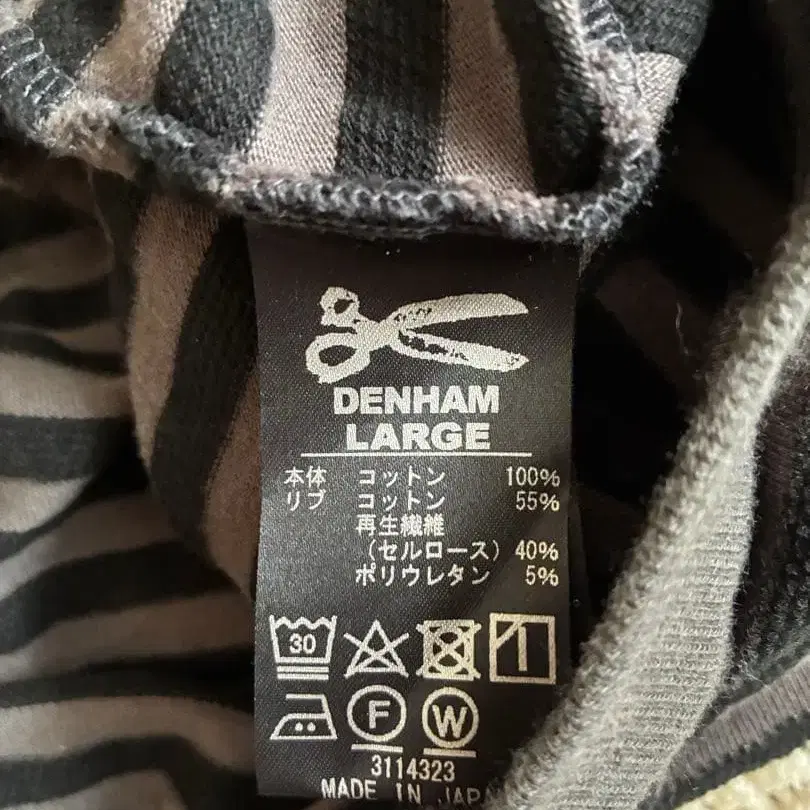 DENHAM
LARGE
本体 コットン 100%
リブ コットン 55%
再生繊維
(セルロース) 40%
ポリウレタン 5%
30
F W
3114323
MADE IN JAPA